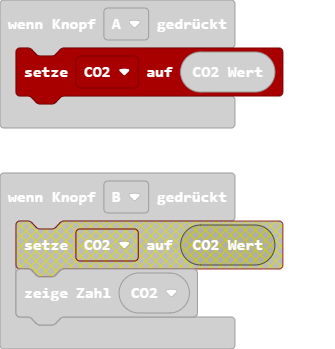 wenn Knopf A gedrückt
setze CO2 auf CO2 Wert
wenn Knopf B gedrückt
setze CO2 auf CO2 Wert
zeige Zahl CO2